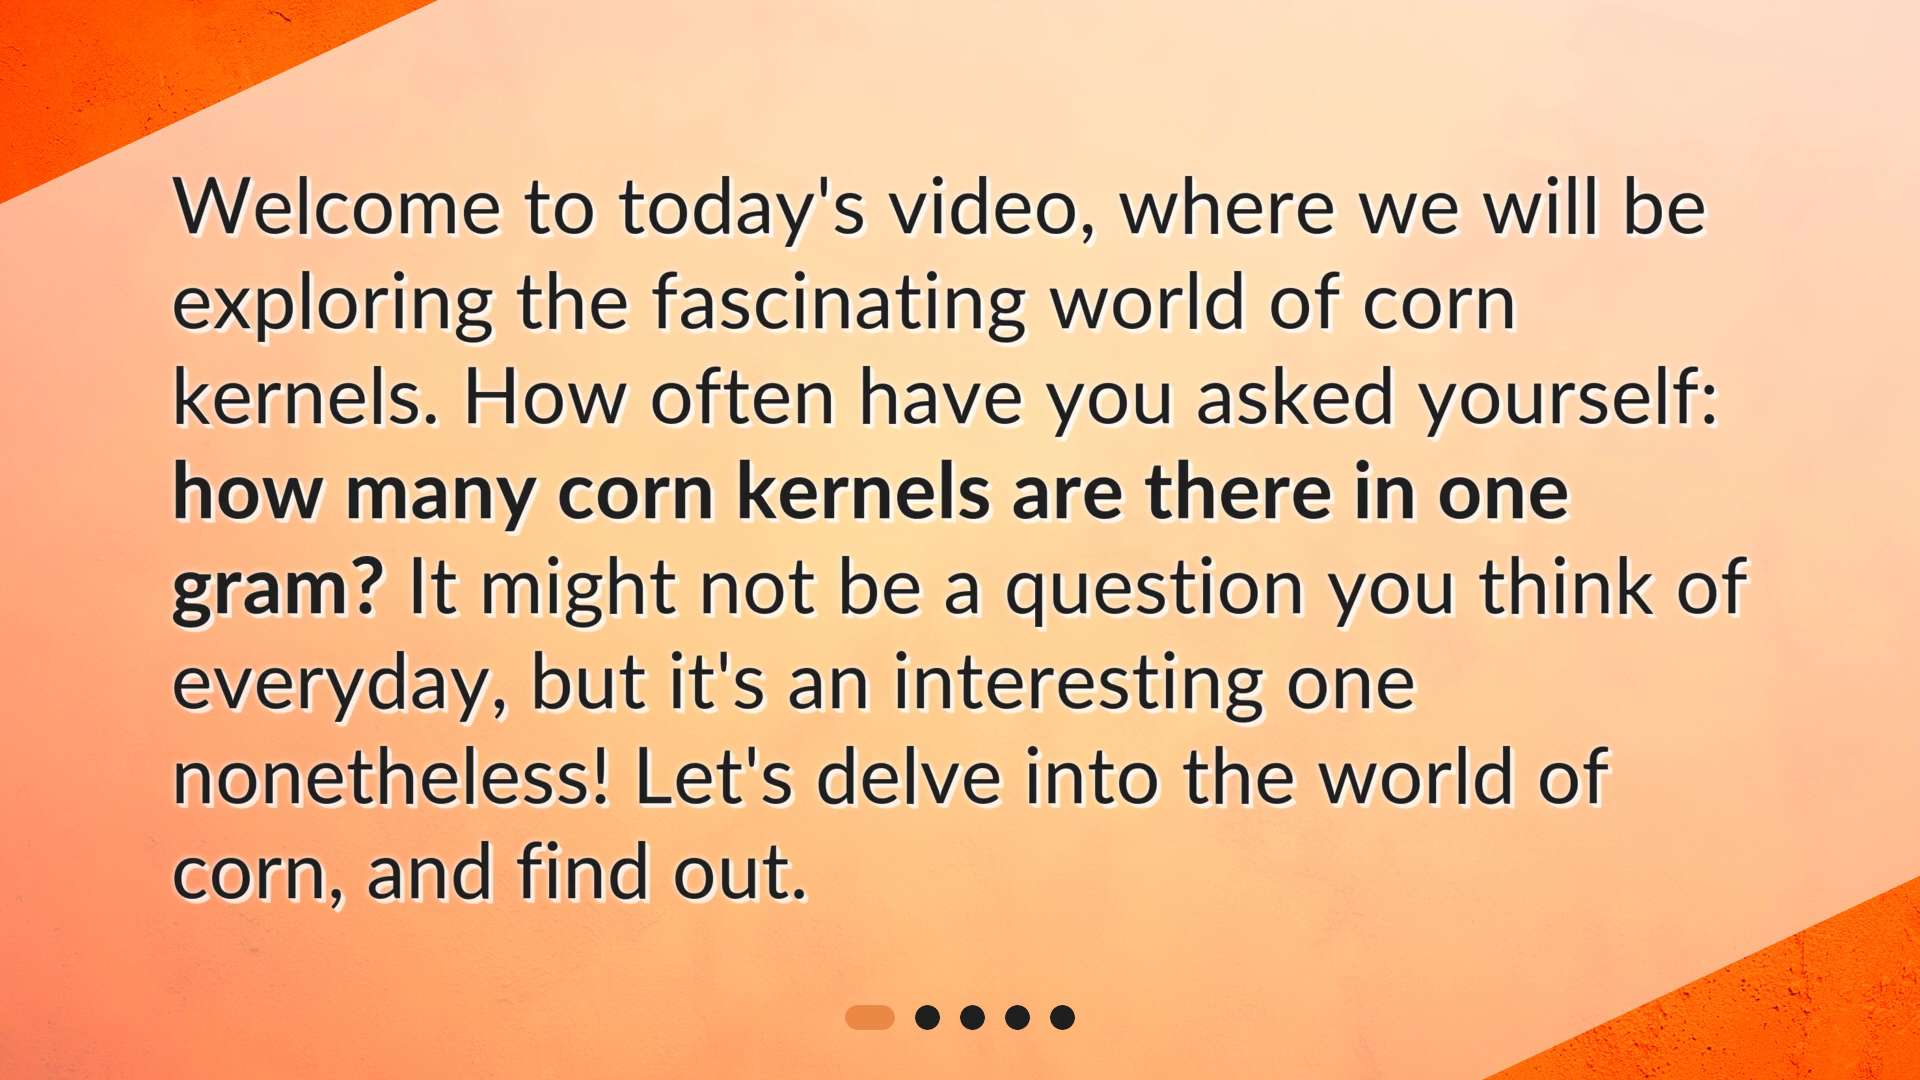 Welcome to today's video, where we will be
exploring the fascinating world of corn
kernels. How often have you asked yourself:
how many corn kernels are there in one
gram? It might not be a question you think of
everyday, but it's an interesting one
nonetheless! Let's delve into the world of
corn, and find out.